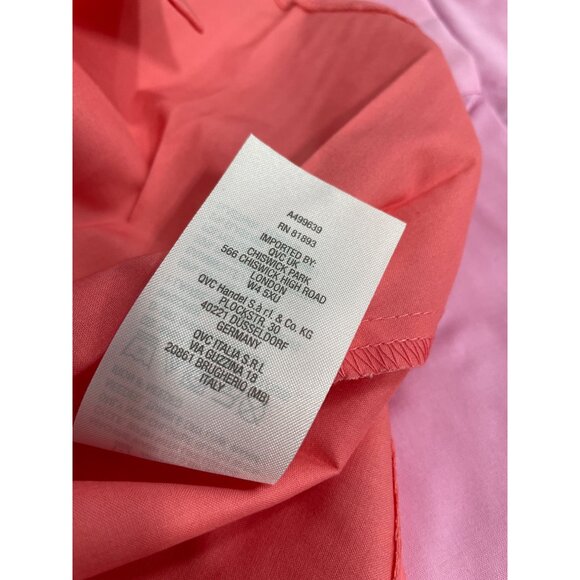 A499639
RN 81893
IMPORTED BY:
QVC UK
CHISWICK PARK
566 CHISWICK HIGH ROAD
LONDON
W4 5XU
QVC Handel S.à r.l. & Co. KG
PLOCKSTR. 30
40221 DÜSSELDORF
GERMANY
QVC ITALIA S.R.L
VIA GUZZINA 18
20861 BRUGHERIO (MB)
ITALY